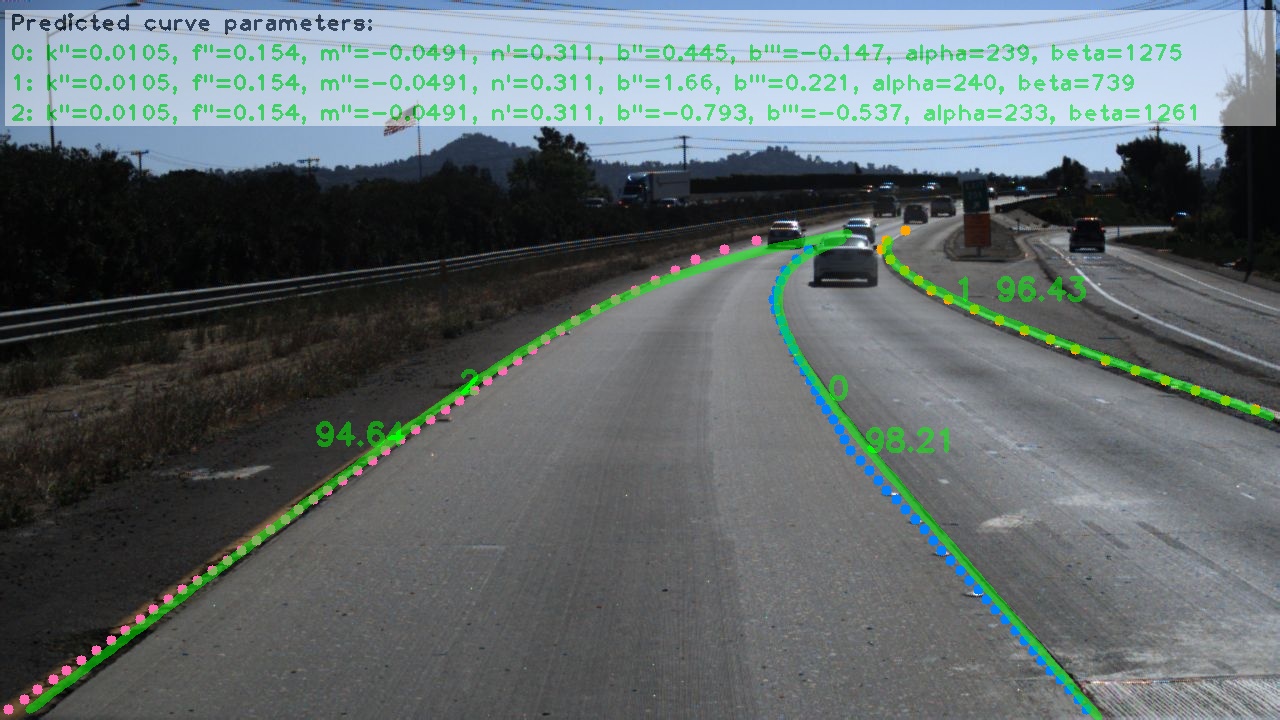 Predicted curve parameters:
0: k''=0.0105, f''=0.154, m''=-0.0491, n'=0.311, b''=0.445, b'''=-0.147, alpha=239, beta=1275
1: k''=0.0105, f''=0.154, m''=-0.0491, n'=0.311, b''=1.66, b'''=0.221, alpha=240, beta=739
2: k''=0.0105, f''=0.154, m''=-0.0491, n'=0.311, b''=-0.793, b'''=-0.537, alpha=233, beta=1261
1 96.43
2
0
94.64
98.21